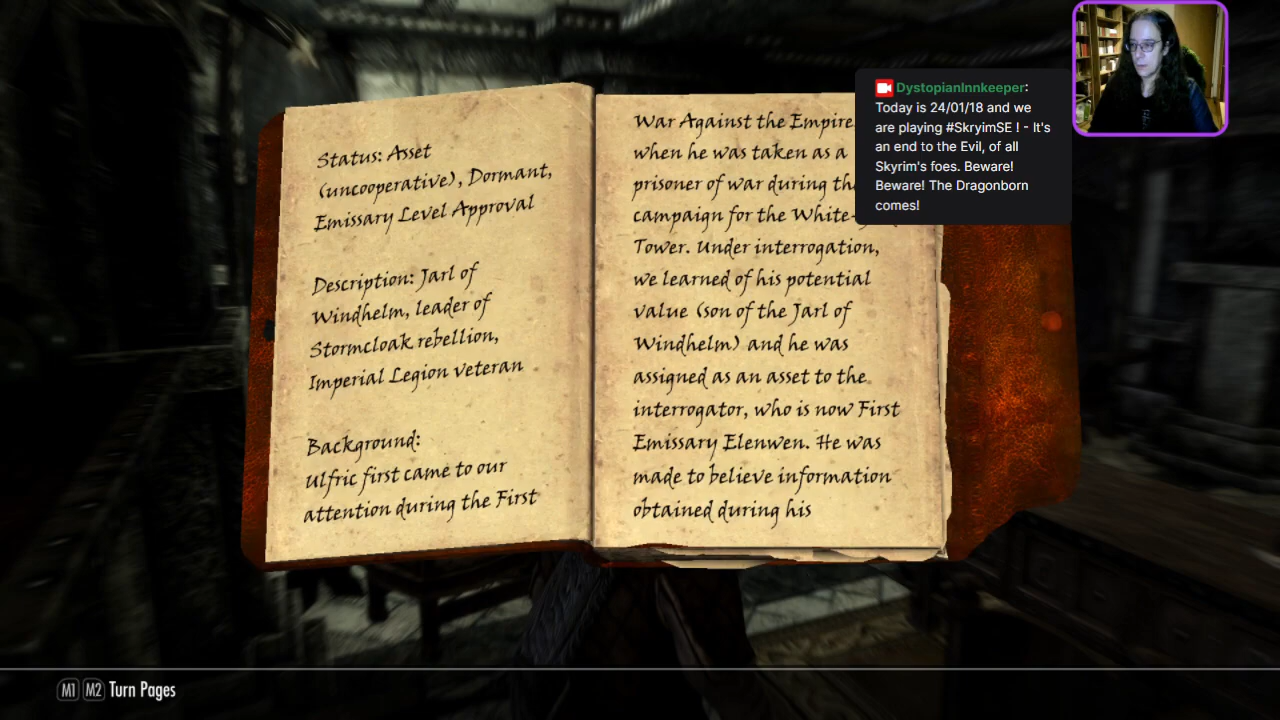 Status: Asset
(uncooperative), Dormant,
Emissary Level Approval
Description: Jarl of
Windhelm, leader of
Stormcloak rebellion,
Imperial Legion veteran
Background:
Ulfric first came to our
attention during the First
War Against the Empire
when he was taken as a
prisoner of war during
campaign for the White-
Tower. Under interrogation,
we learned of his potential
value (son of the Jarl of
Windhelm) and he was
assigned as an asset to the
interrogator, who is now First
Emissary Elenwen. He was
made to believe information
obtained during his
DystopianInnkeeper:
Today is 24/01/18 and we
are playing #SkryimSE ! - It's
an end to the Evil, of all
Skyrim's foes. Beware!
Beware! The Dragonborn
comes!
M1 M2 Turn Pages